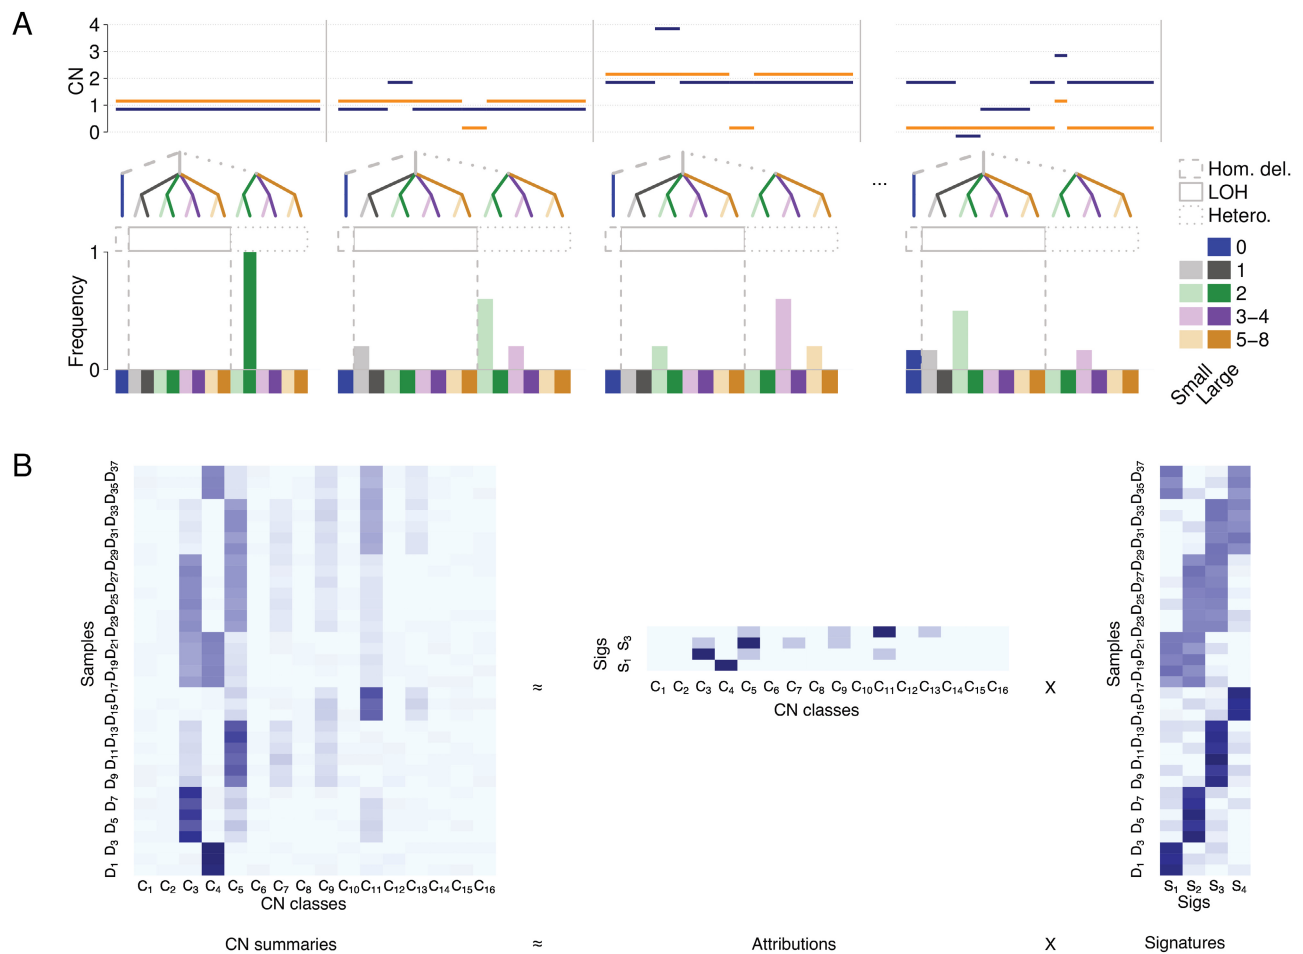 A
4
3
2
1
0
CN
...
Hom. del.
LOH
Hetero.
0
1
2
3–4
5–8
Small
Large
1
0
Frequency
B
D37
D35
D33
D31
D29
D27
D25
D23
D21
D19
D17
D15
D13
D11
D9
D7
D5
D3
D1
Samples
C1 C2 C3 C4 C5 C6 C7 C8 C9 C10 C11 C12 C13 C14 C15 C16
CN classes
≈
S3
S1
Sigs
C1 C2 C3 C4 C5 C6 C7 C8 C9 C10 C11 C12 C13 C14 C15 C16
CN classes
X
D37
D35
D33
D31
D29
D27
D25
D23
D21
D19
D17
D15
D13
D11
D9
D7
D5
D3
D1
Samples
S1 S2 S3 S4
Sigs
CN summaries ≈ Attributions X Signatures